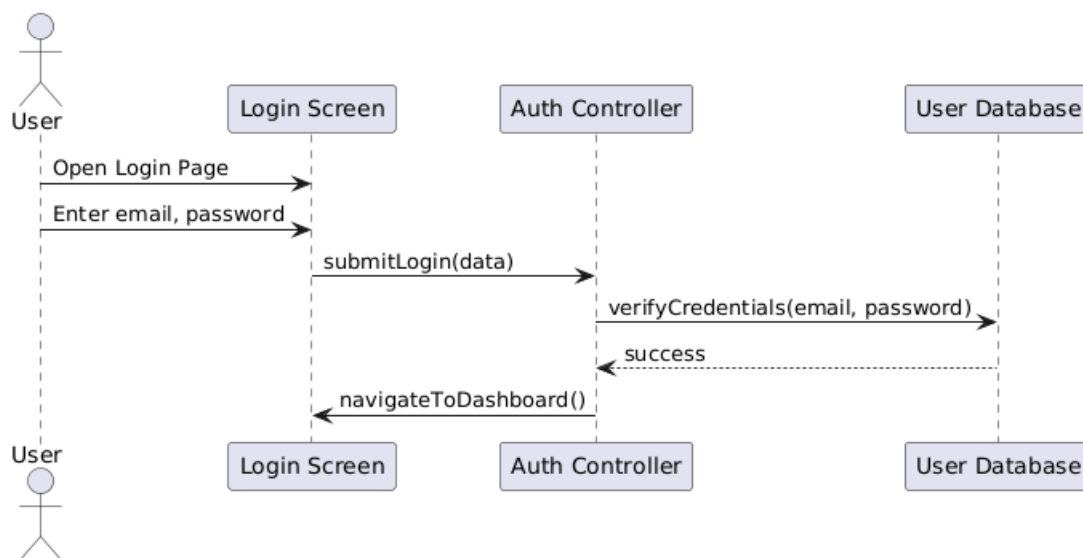 User
Login Screen
Auth Controller
User Database
Open Login Page
Enter email, password
submitLogin(data)
verifyCredentials(email, password)
success
navigateToDashboard()
User
Login Screen
Auth Controller
User Database